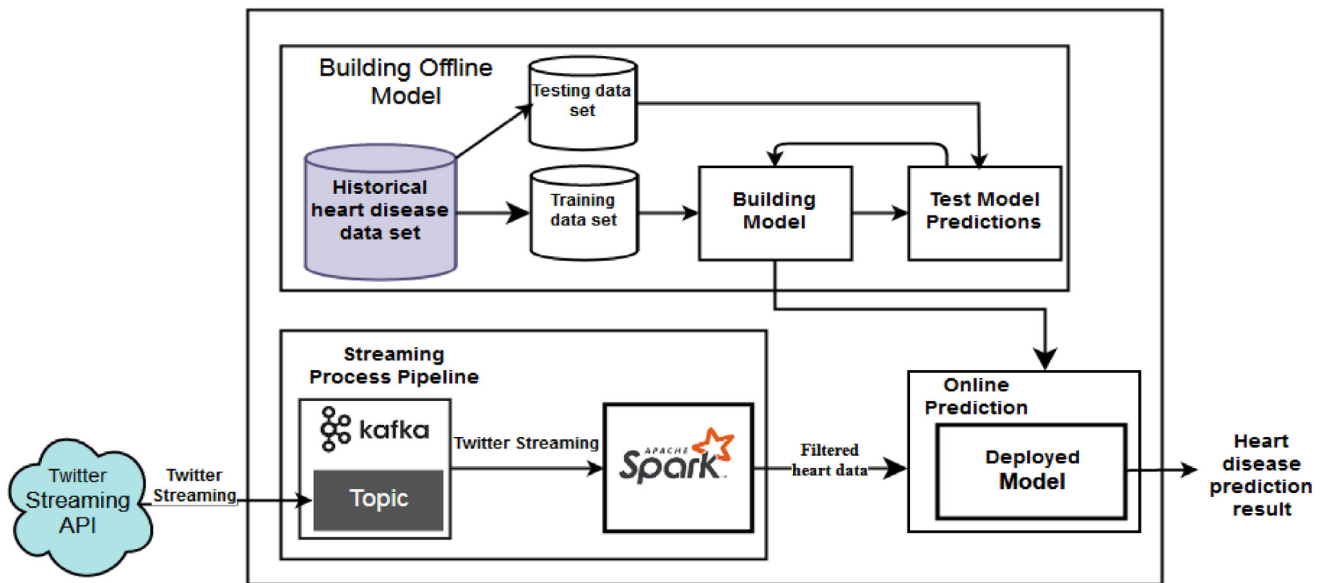 Building Offline
Model
Testing data
set
Historical
heart disease
data set
Training
data set
Building
Model
Test Model
Predictions
Streaming
Process Pipeline
kafka
Topic
Twitter Streaming
APACHE
Spark
Filtered
heart data
Online
Prediction
Deployed
Model
Twitter
Streaming
API
Twitter
Streaming
Heart
disease
prediction
result